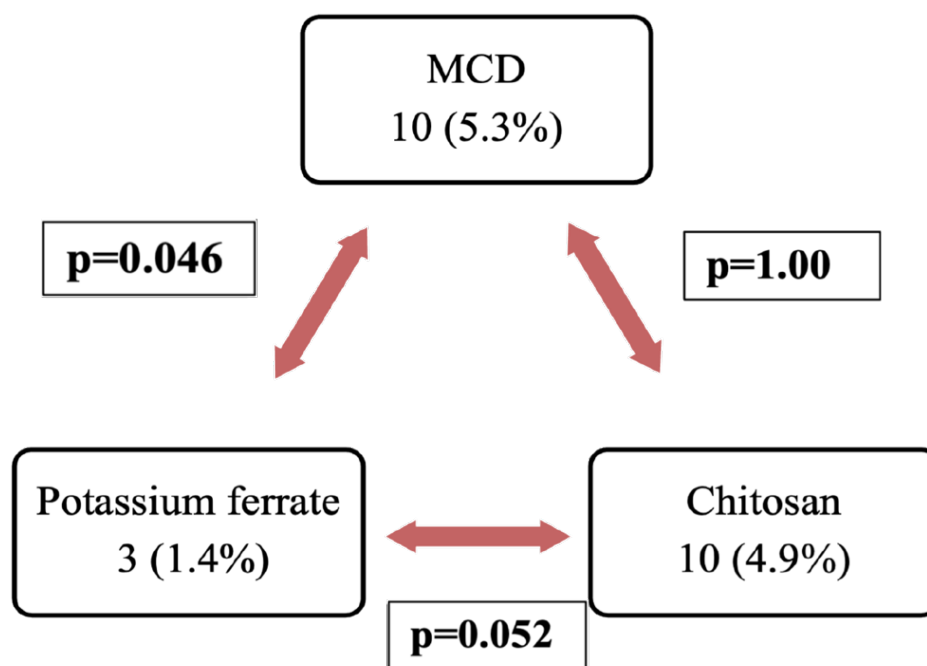 MCD
10 (5.3%)
p=0.046
p=1.00
Potassium ferrate
3 (1.4%)
Chitosan
10 (4.9%)
p=0.052